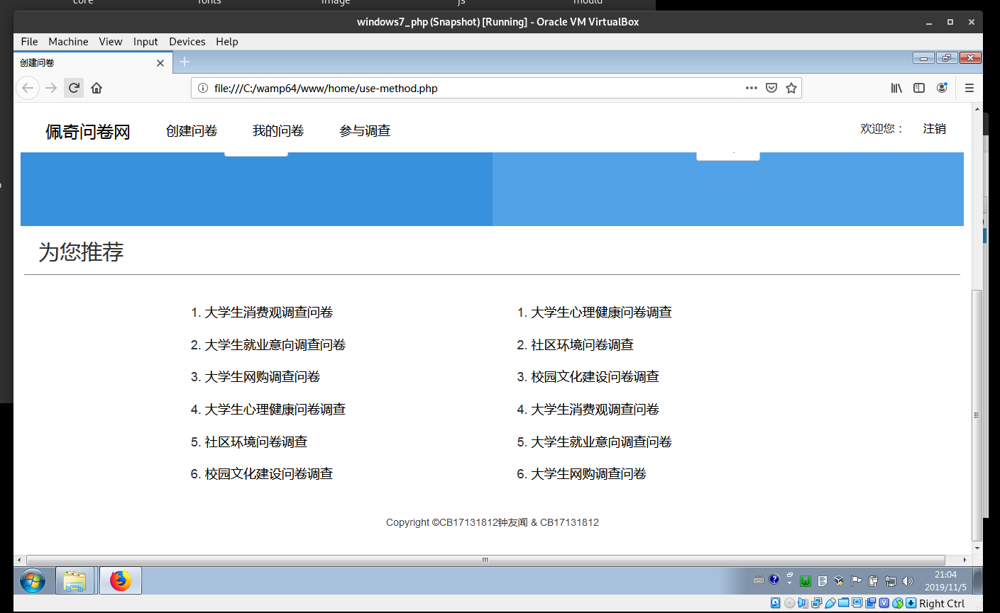 core fonts image js mould
windows7_php (Snapshot) [Running] - Oracle VM VirtualBox
File Machine View Input Devices Help
创建问卷
file:///C:/wamp64/www/home/use-method.php
佩奇问卷网 创建问卷 我的问卷 参与调查 欢迎您： 注销
为您推荐
1. 大学生消费观调查问卷
2. 大学生就业意向调查问卷
3. 大学生网购调查问卷
4. 大学生心理健康问卷调查
5. 社区环境问卷调查
6. 校园文化建设问卷调查
1. 大学生心理健康问卷调查
2. 社区环境问卷调查
3. 校园文化建设问卷调查
4. 大学生消费观调查问卷
5. 大学生就业意向调查问卷
6. 大学生网购调查问卷
Copyright ©CB17131812钟友闻 & CB17131812
21:04
2019/11/5
Right Ctrl